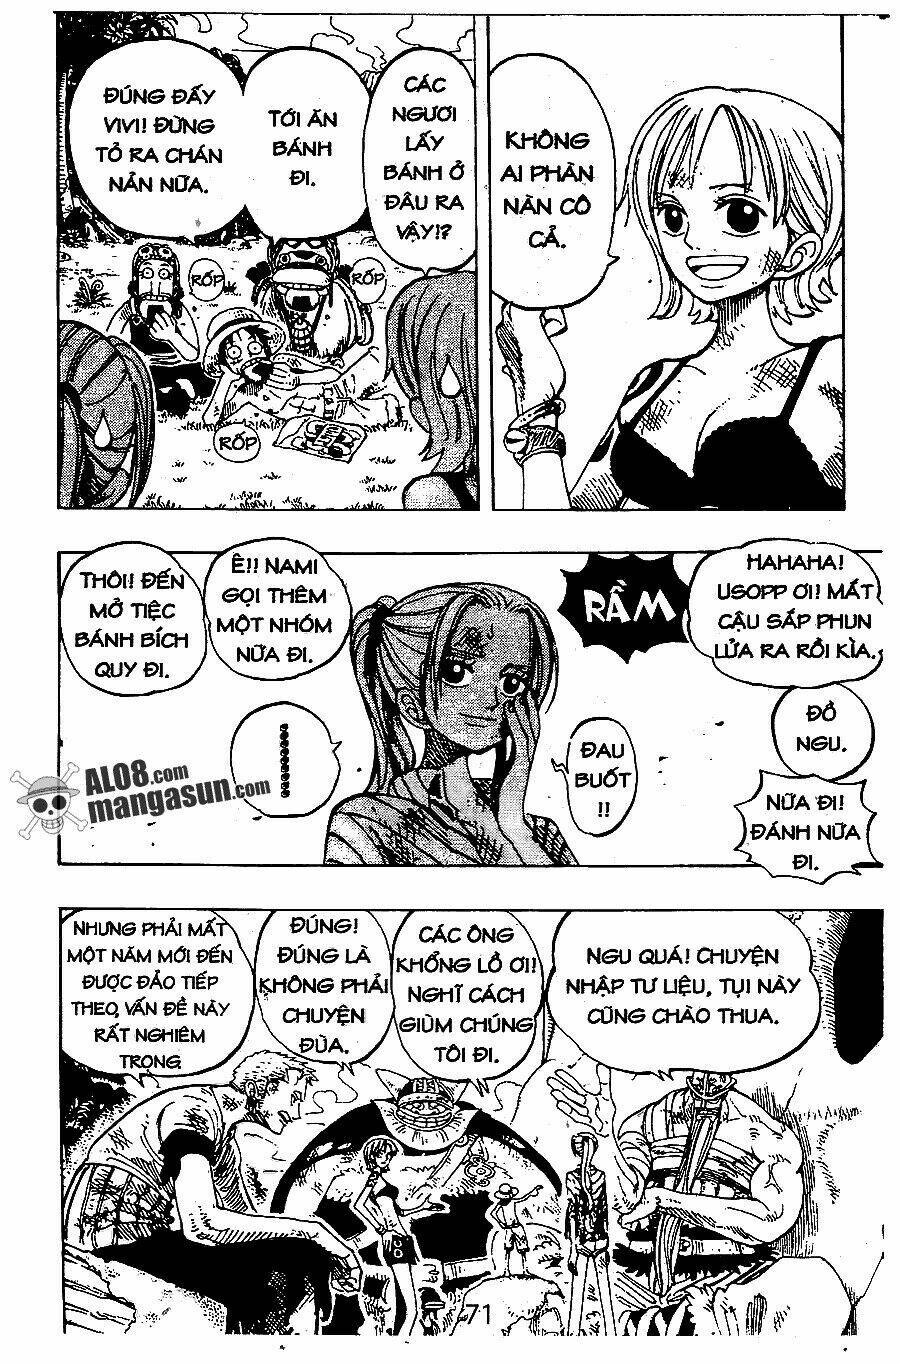 KHÔNG
AI PHÀN
NÀN CÔ
CẢ.
CÁC
NGƯƠI
LẤY
BÁNH Ở
ĐÂU RA
VẬY!?
TỚI ĂN
BÁNH
ĐI.
ĐÚNG ĐẤY
VIVI! ĐỪNG
TỎ RA CHÁN
NẢN NỮA.
RỐP
RỐP
RỐP
HAHAHA!
USOPP ƠI! MẮT
CẬU SẮP PHUN
LỬA RA RỒI KÌA.
ĐỒ
NGU.
NỮA ĐI!
ĐÁNH NỮA
ĐI.
RẦM
ĐAU
BUỐT
!!
Ê!! NAMI
GỌI THÊM
MỘT NHÓM
NỮA ĐI.
THÔI! ĐẾN
MỞ TIỆC
BÁNH BÍCH
QUY ĐI.
AL08.com
mangasun.com
NGU QUÁ! CHUYỆN
NHẬP TƯ LIỆU, TỤI NÀY
CŨNG CHÀO THUA.
CÁC ÔNG
KHỔNG LỒ ƠI!
NGHĨ CÁCH
GIÙM CHÚNG
TÔI ĐI.
ĐÚNG!
ĐÚNG LÀ
KHÔNG PHẢI
CHUYỆN
ĐÙA.
NHƯNG PHẢI MẤT
MỘT NĂM MỚI ĐẾN
ĐƯỢC ĐẢO TIẾP
THEO, VẤN ĐỀ NÀY
RẤT NGHIÊM
TRỌNG.
71